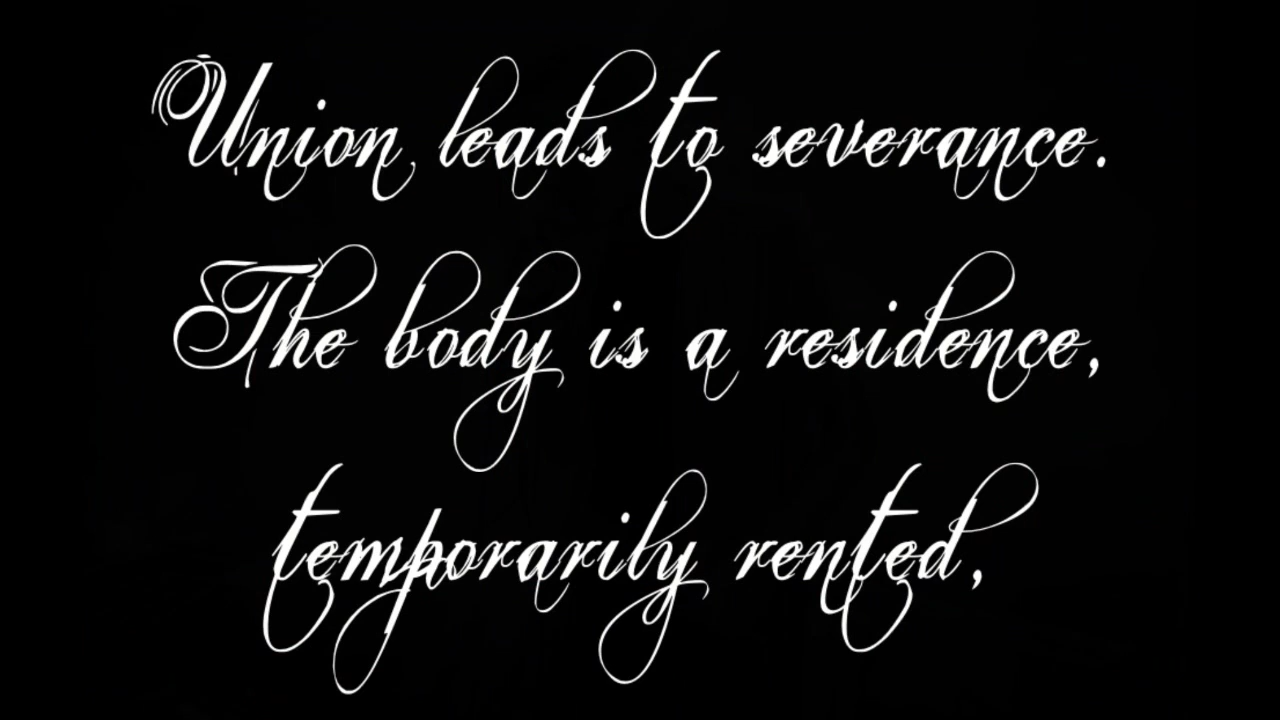 Union leads to severance.
The body is a residence,
temporarily rented,